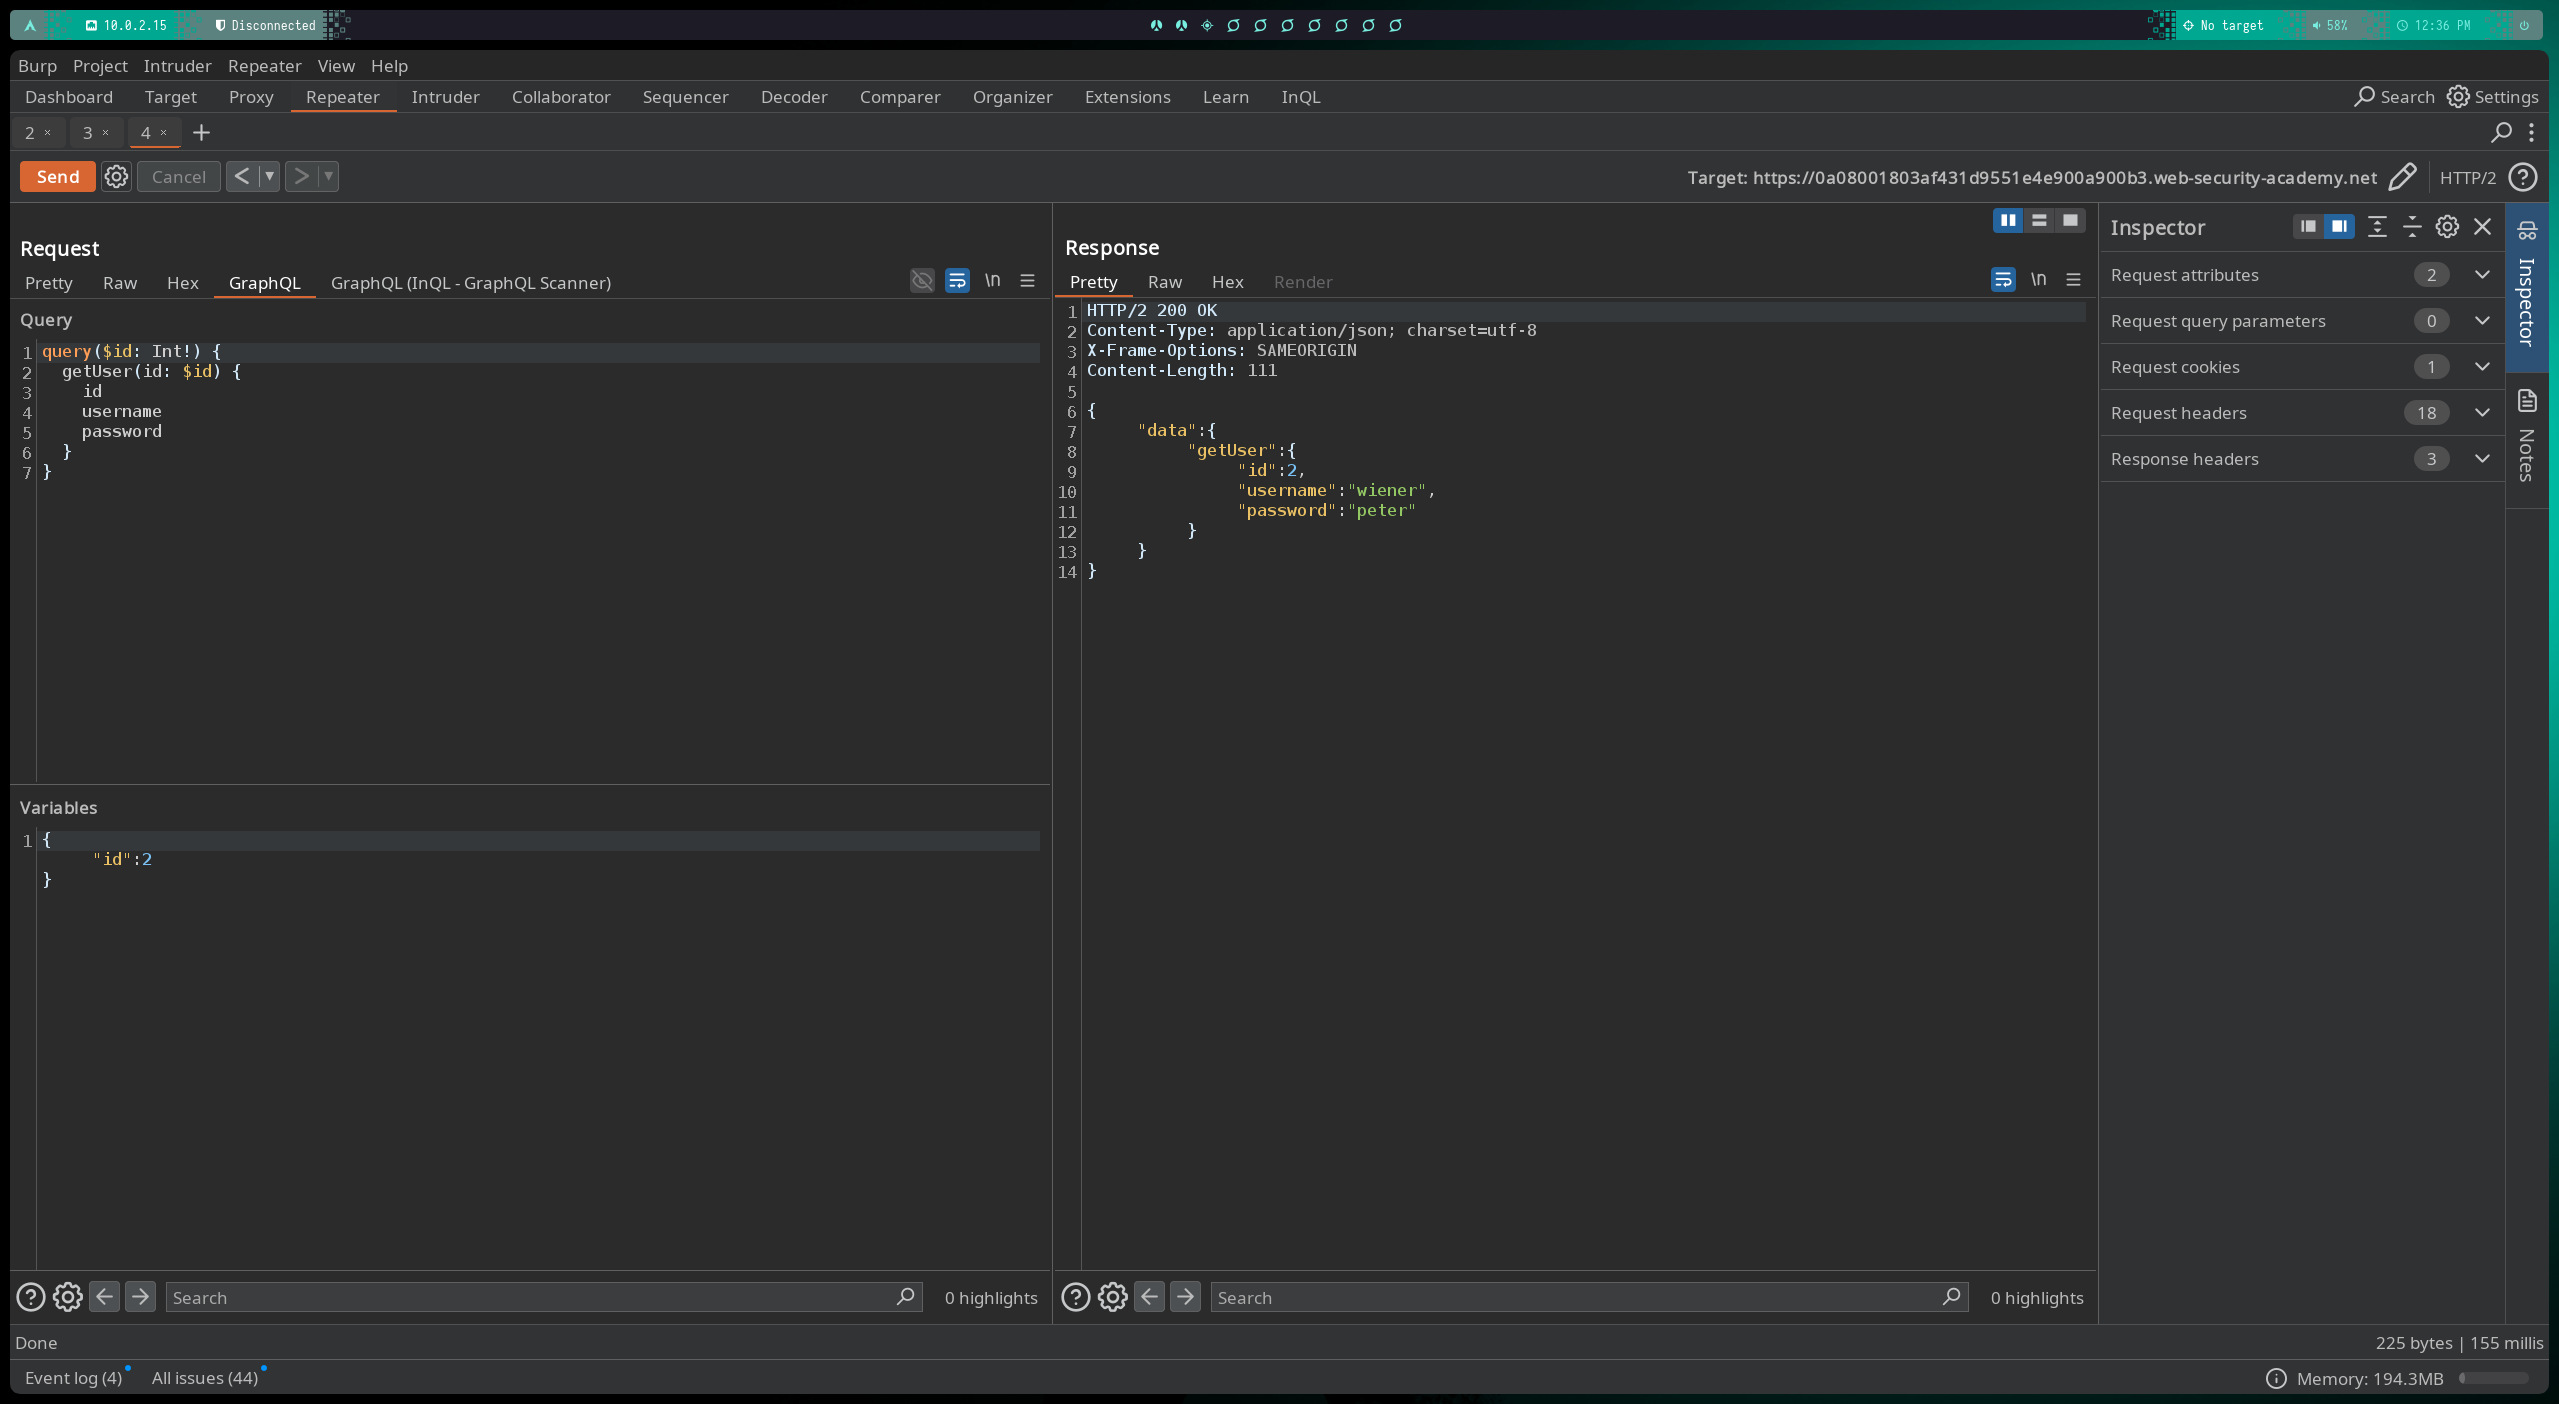 10.0.2.15 Disconnected No target 58% 12:36 PM
Burp Project Intruder Repeater View Help
Dashboard Target Proxy Repeater Intruder Collaborator Sequencer Decoder Comparer Organizer Extensions Learn InQL Search Settings
2 × 3 × 4 × +
Send Cancel < > Target: https://0a08001803af431d9551e4e900a900b3.web-security-academy.net HTTP/2
Request
Pretty Raw Hex GraphQL GraphQL (InQL - GraphQL Scanner) \n
Query
1 query($id: Int!) {
2 getUser(id: $id) {
3 id
4 username
5 password
6 }
7 }
Variables
1 {
"id":2
}
Search 0 highlights
Response
Pretty Raw Hex Render \n
1 HTTP/2 200 OK
2 Content-Type: application/json; charset=utf-8
3 X-Frame-Options: SAMEORIGIN
4 Content-Length: 111
5
6 {
7 "data":{
8 "getUser":{
9 "id":2,
10 "username":"wiener",
11 "password":"peter"
12 }
13 }
14 }
Search 0 highlights
Inspector
Request attributes 2
Request query parameters 0
Request cookies 1
Request headers 18
Response headers 3
Inspector
Notes
Done 225 bytes | 155 millis
Event log (4) All issues (44) Memory: 194.3MB